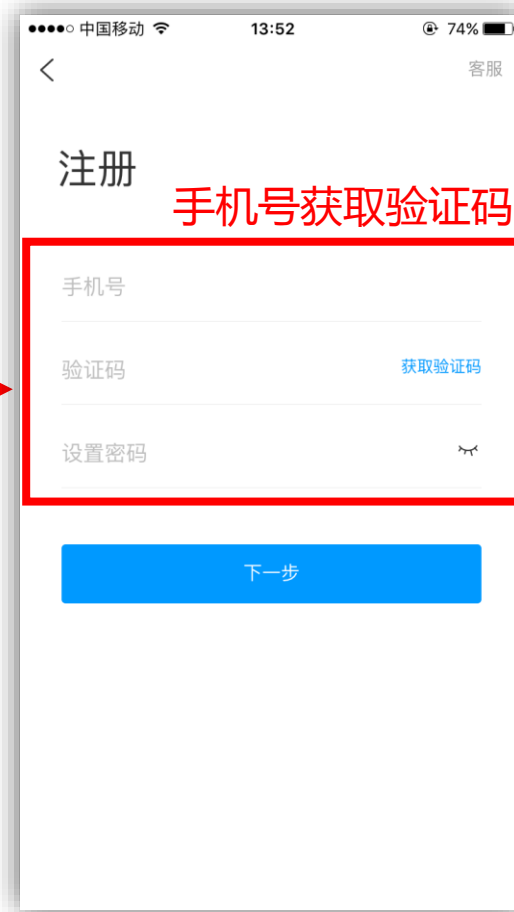 中国移动 13:52 74%
客服
注册
手机号获取验证码
手机号
验证码 获取验证码
设置密码
下一步